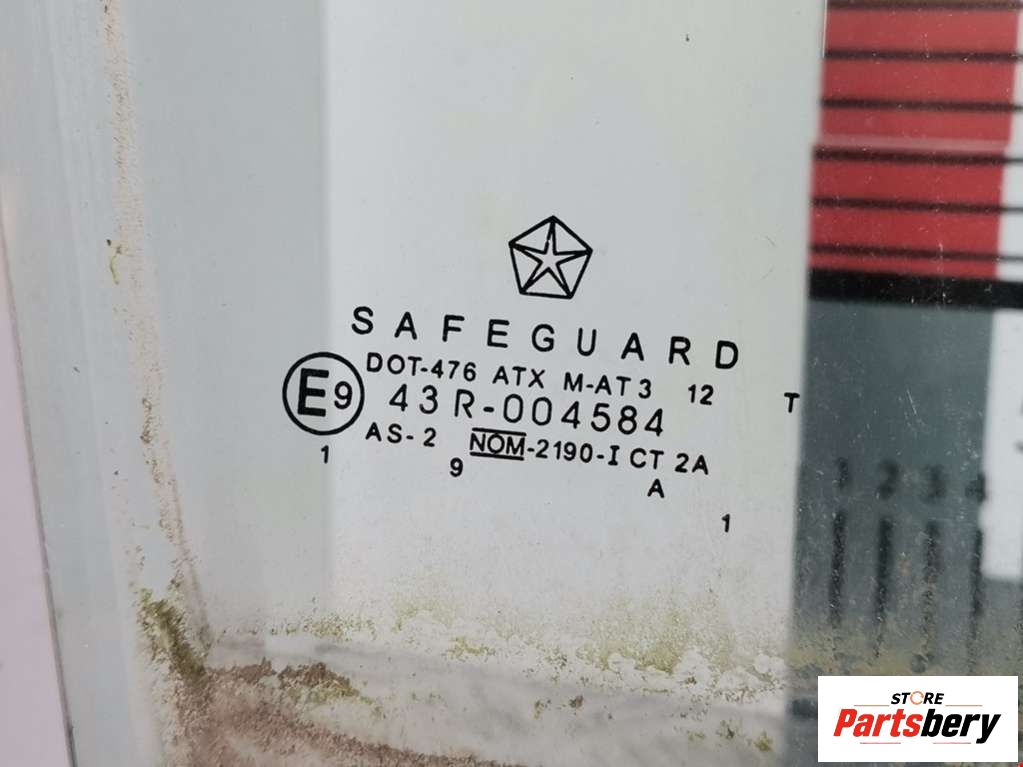 SAFEGUARD
DOT-476 ATX M-AT3 12 T
E9 43R-004584
AS-2 NOM-2190-I CT 2A
1 9 A 1
1 2 3 4
STORE
Partsbery